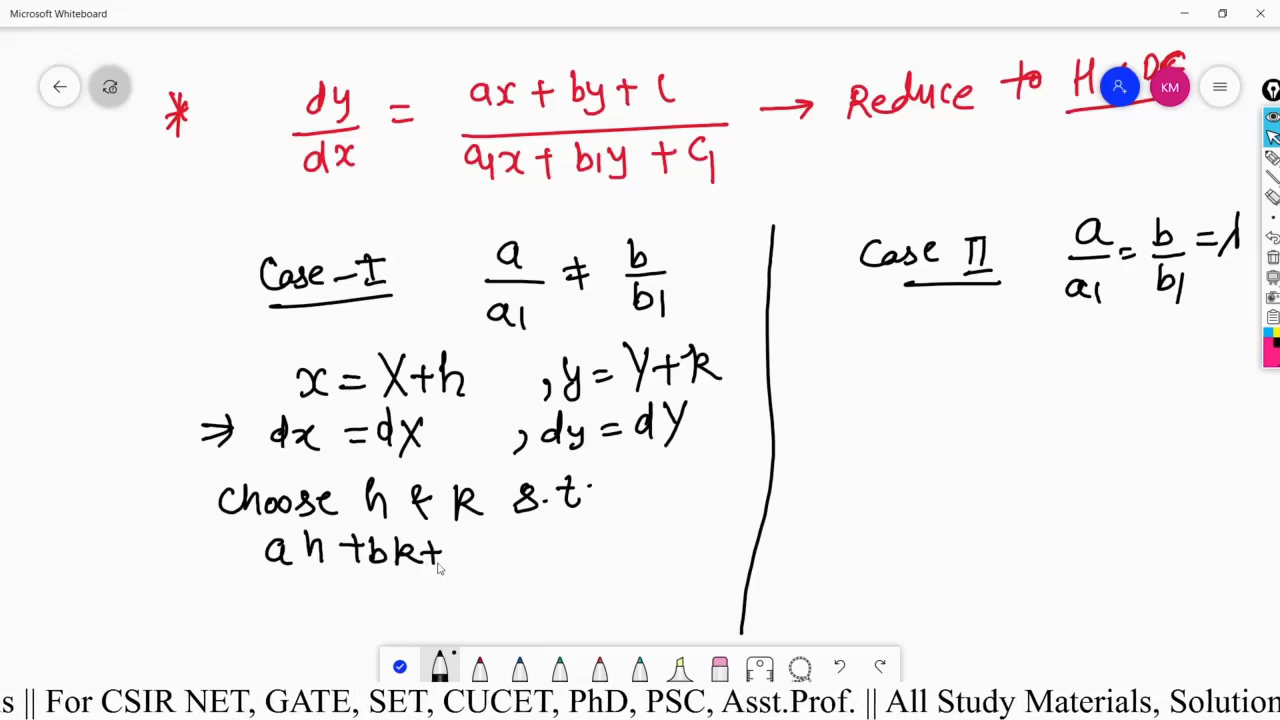 Microsoft Whiteboard
* dy/dx = ax + by + c / a1x + b1y + c1 → Reduce to
KM
Case-I a/a1 ≠ b/b1
x = X+h , y = Y+k
⇒ dx = dX , dy = dY
Choose h & k s.t.
ah +bk+
Case II a/a1 = b/b1 = λ
s || For CSIR NET, GATE, SET, CUCET, PhD, PSC, Asst.Prof. || All Study Materials, Solution